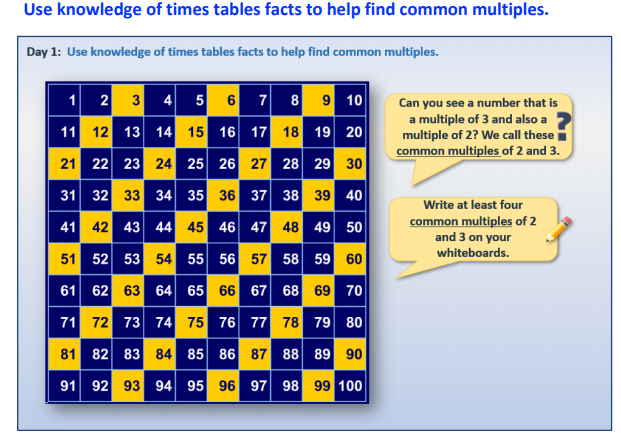 Use knowledge of times tables facts to help find common multiples.
Day 1: Use knowledge of times tables facts to help find common multiples.
1 2 3 4 5 6 7 8 9 10
11 12 13 14 15 16 17 18 19 20
21 22 23 24 25 26 27 28 29 30
31 32 33 34 35 36 37 38 39 40
41 42 43 44 45 46 47 48 49 50
51 52 53 54 55 56 57 58 59 60
61 62 63 64 65 66 67 68 69 70
71 72 73 74 75 76 77 78 79 80
81 82 83 84 85 86 87 88 89 90
91 92 93 94 95 96 97 98 99 100
Can you see a number that is
a multiple of 3 and also a
multiple of 2? We call these
common multiples of 2 and 3.
?
Write at least four
common multiples of 2
and 3 on your
whiteboards.